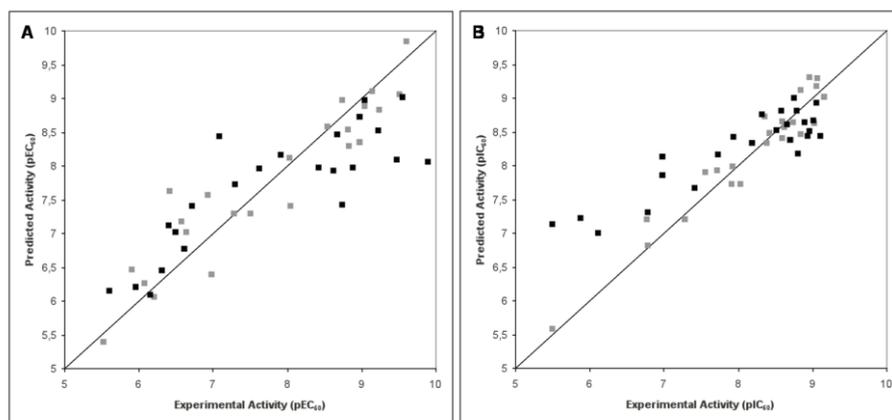 A
10
9,5
9
8,5
8
7,5
7
6,5
6
5,5
5
Predicted Activity (pEC₅₀)
5 6 7 8 9 10
Experimental Activity (pEC₅₀)
B
10
9,5
9
8,5
8
7,5
7
6,5
6
5,5
5
Predicted Activity (pIC₅₀)
5 6 7 8 9 10
Experimental Activity (pIC₅₀)